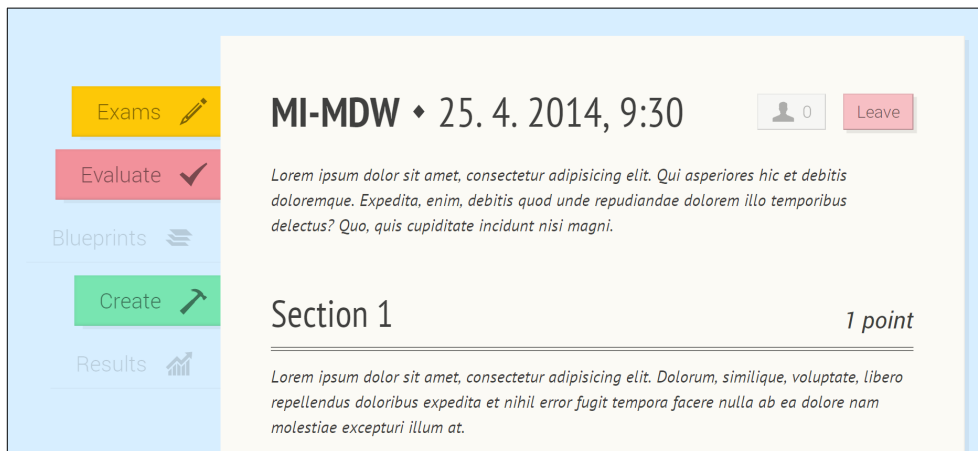 Exams
Evaluate
Blueprints
Create
Results
MI-MDW ◆ 25. 4. 2014, 9:30
0
Leave
Lorem ipsum dolor sit amet, consectetur adipisicing elit. Qui asperiores hic et debitis
doloremque. Expedita, enim, debitis quod unde repudiandae dolorem illo temporibus
delectus? Quo, quis cupiditate incidunt nisi magni.
Section 1
1 point
Lorem ipsum dolor sit amet, consectetur adipisicing elit. Dolorum, similique, voluptate, libero
repellendus doloribus expedita et nihil error fugit tempora facere nulla ab ea dolore nam
molestiae excepturi illum at.